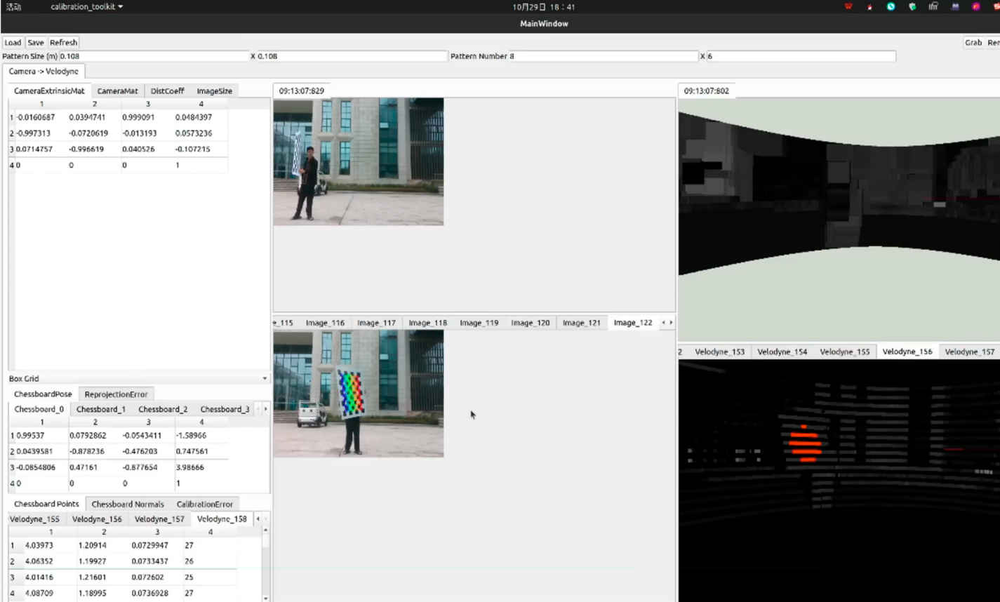 活动 calibration_toolkit 10月29日 18：41
MainWindow
Load Save Refresh Grab
Pattern Size (m) 0.108 X 0.108 Pattern Number 8 X 6
Camera -> Velodyne
CameraExtrinsicMat CameraMat DistCoeff ImageSize
1 2 3 4
1 -0.0160687 0.0394741 0.999091 0.0484397
2 -0.997313 -0.0720619 -0.013193 0.0573236
3 0.0714757 -0.996619 0.040526 -0.107215
4 0 0 0 1
Box Grid
ChessboardPose ReprojectionError
Chessboard_0 Chessboard_1 Chessboard_2 Chessboard_3
1 2 3 4
1 0.99537 0.0792862 -0.0543411 -1.58966
2 0.0439581 -0.878236 -0.476203 0.747561
3 -0.0854806 0.47161 -0.877654 3.98666
4 0 0 0 1
Chessboard Points Chessboard Normals CalibrationError
Velodyne_155 Velodyne_156 Velodyne_157 Velodyne_158
1 2 3 4
1 4.03973 1.20914 0.0729947 27
2 4.06352 1.19927 0.0733437 26
3 4.01416 1.21601 0.072602 25
4 4.08709 1.18995 0.0736928 27
09:13:07:829
e_115 Image_116 Image_117 Image_118 Image_119 Image_120 Image_121 Image_122
09:13:07:802
2 Velodyne_153 Velodyne_154 Velodyne_155 Velodyne_156 Velodyne_157